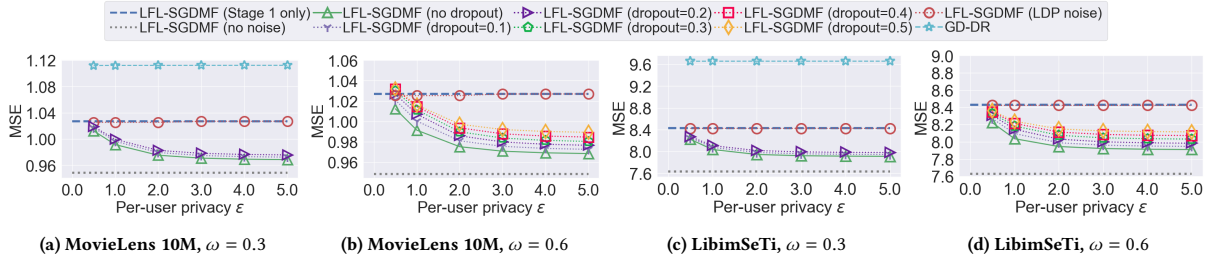 LFL-SGDMF (Stage 1 only) LFL-SGDMF (no dropout) LFL-SGDMF (dropout=0.2) LFL-SGDMF (dropout=0.4) LFL-SGDMF (LDP noise)
LFL-SGDMF (no noise) LFL-SGDMF (dropout=0.1) LFL-SGDMF (dropout=0.3) LFL-SGDMF (dropout=0.5) GD-DR
MSE
1.12
1.08
1.04
1.00
0.96
0.0 1.0 2.0 3.0 4.0 5.0
Per-user privacy ε
(a) MovieLens 10M, ω = 0.3
MSE
1.06
1.04
1.02
1.00
0.98
0.96
0.0 1.0 2.0 3.0 4.0 5.0
Per-user privacy ε
(b) MovieLens 10M, ω = 0.6
MSE
9.6
9.2
8.8
8.4
8.0
7.6
0.0 1.0 2.0 3.0 4.0 5.0
Per-user privacy ε
(c) LibimSeTi, ω = 0.3
MSE
9.0
8.8
8.6
8.4
8.2
8.0
7.8
7.6
0.0 1.0 2.0 3.0 4.0 5.0
Per-user privacy ε
(d) LibimSeTi, ω = 0.6